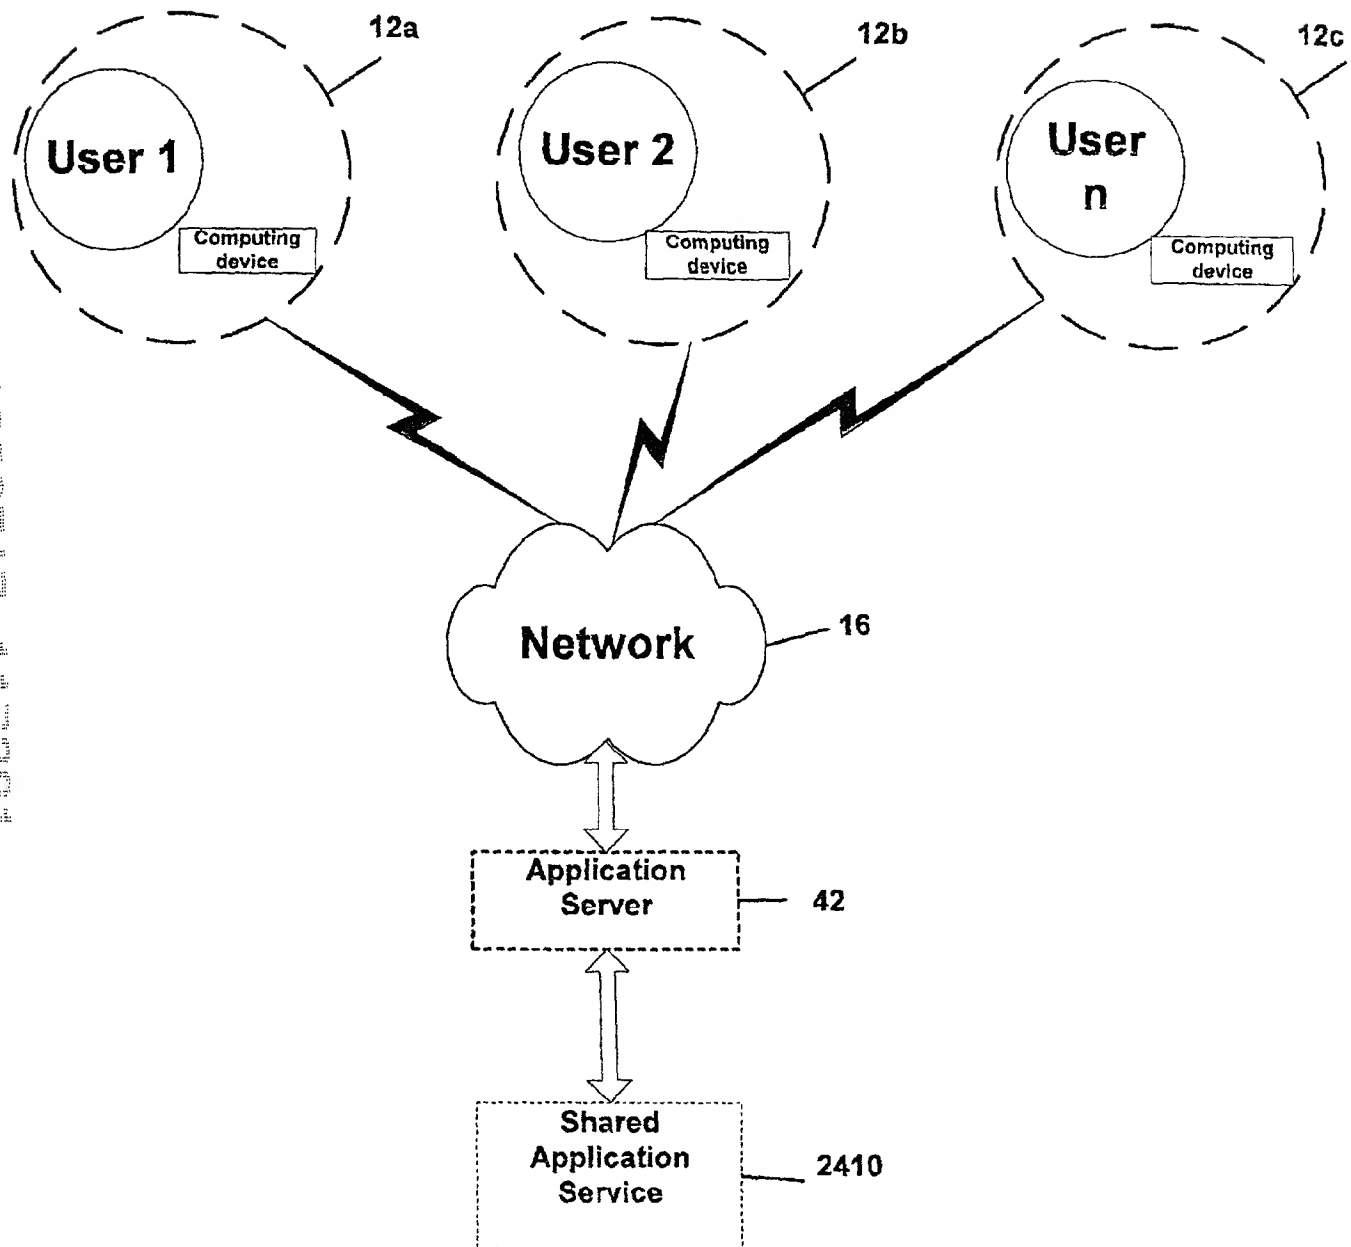 12a
12b
12c
User 1
User 2
User
n
Computing
device
Computing
device
Computing
device
Network
16
Application
Server
42
Shared
Application
Service
2410